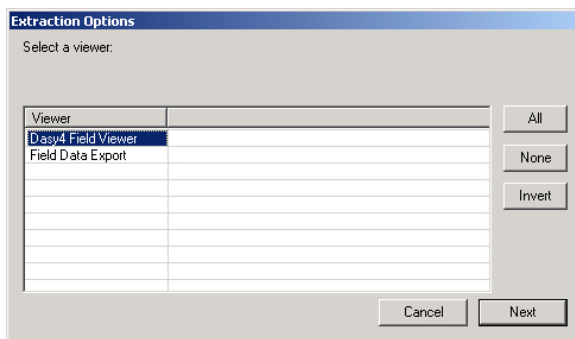 Extraction Options
Select a viewer:
Viewer
All
Dasy4 Field Viewer
Field Data Export
None
Invert
Cancel
Next